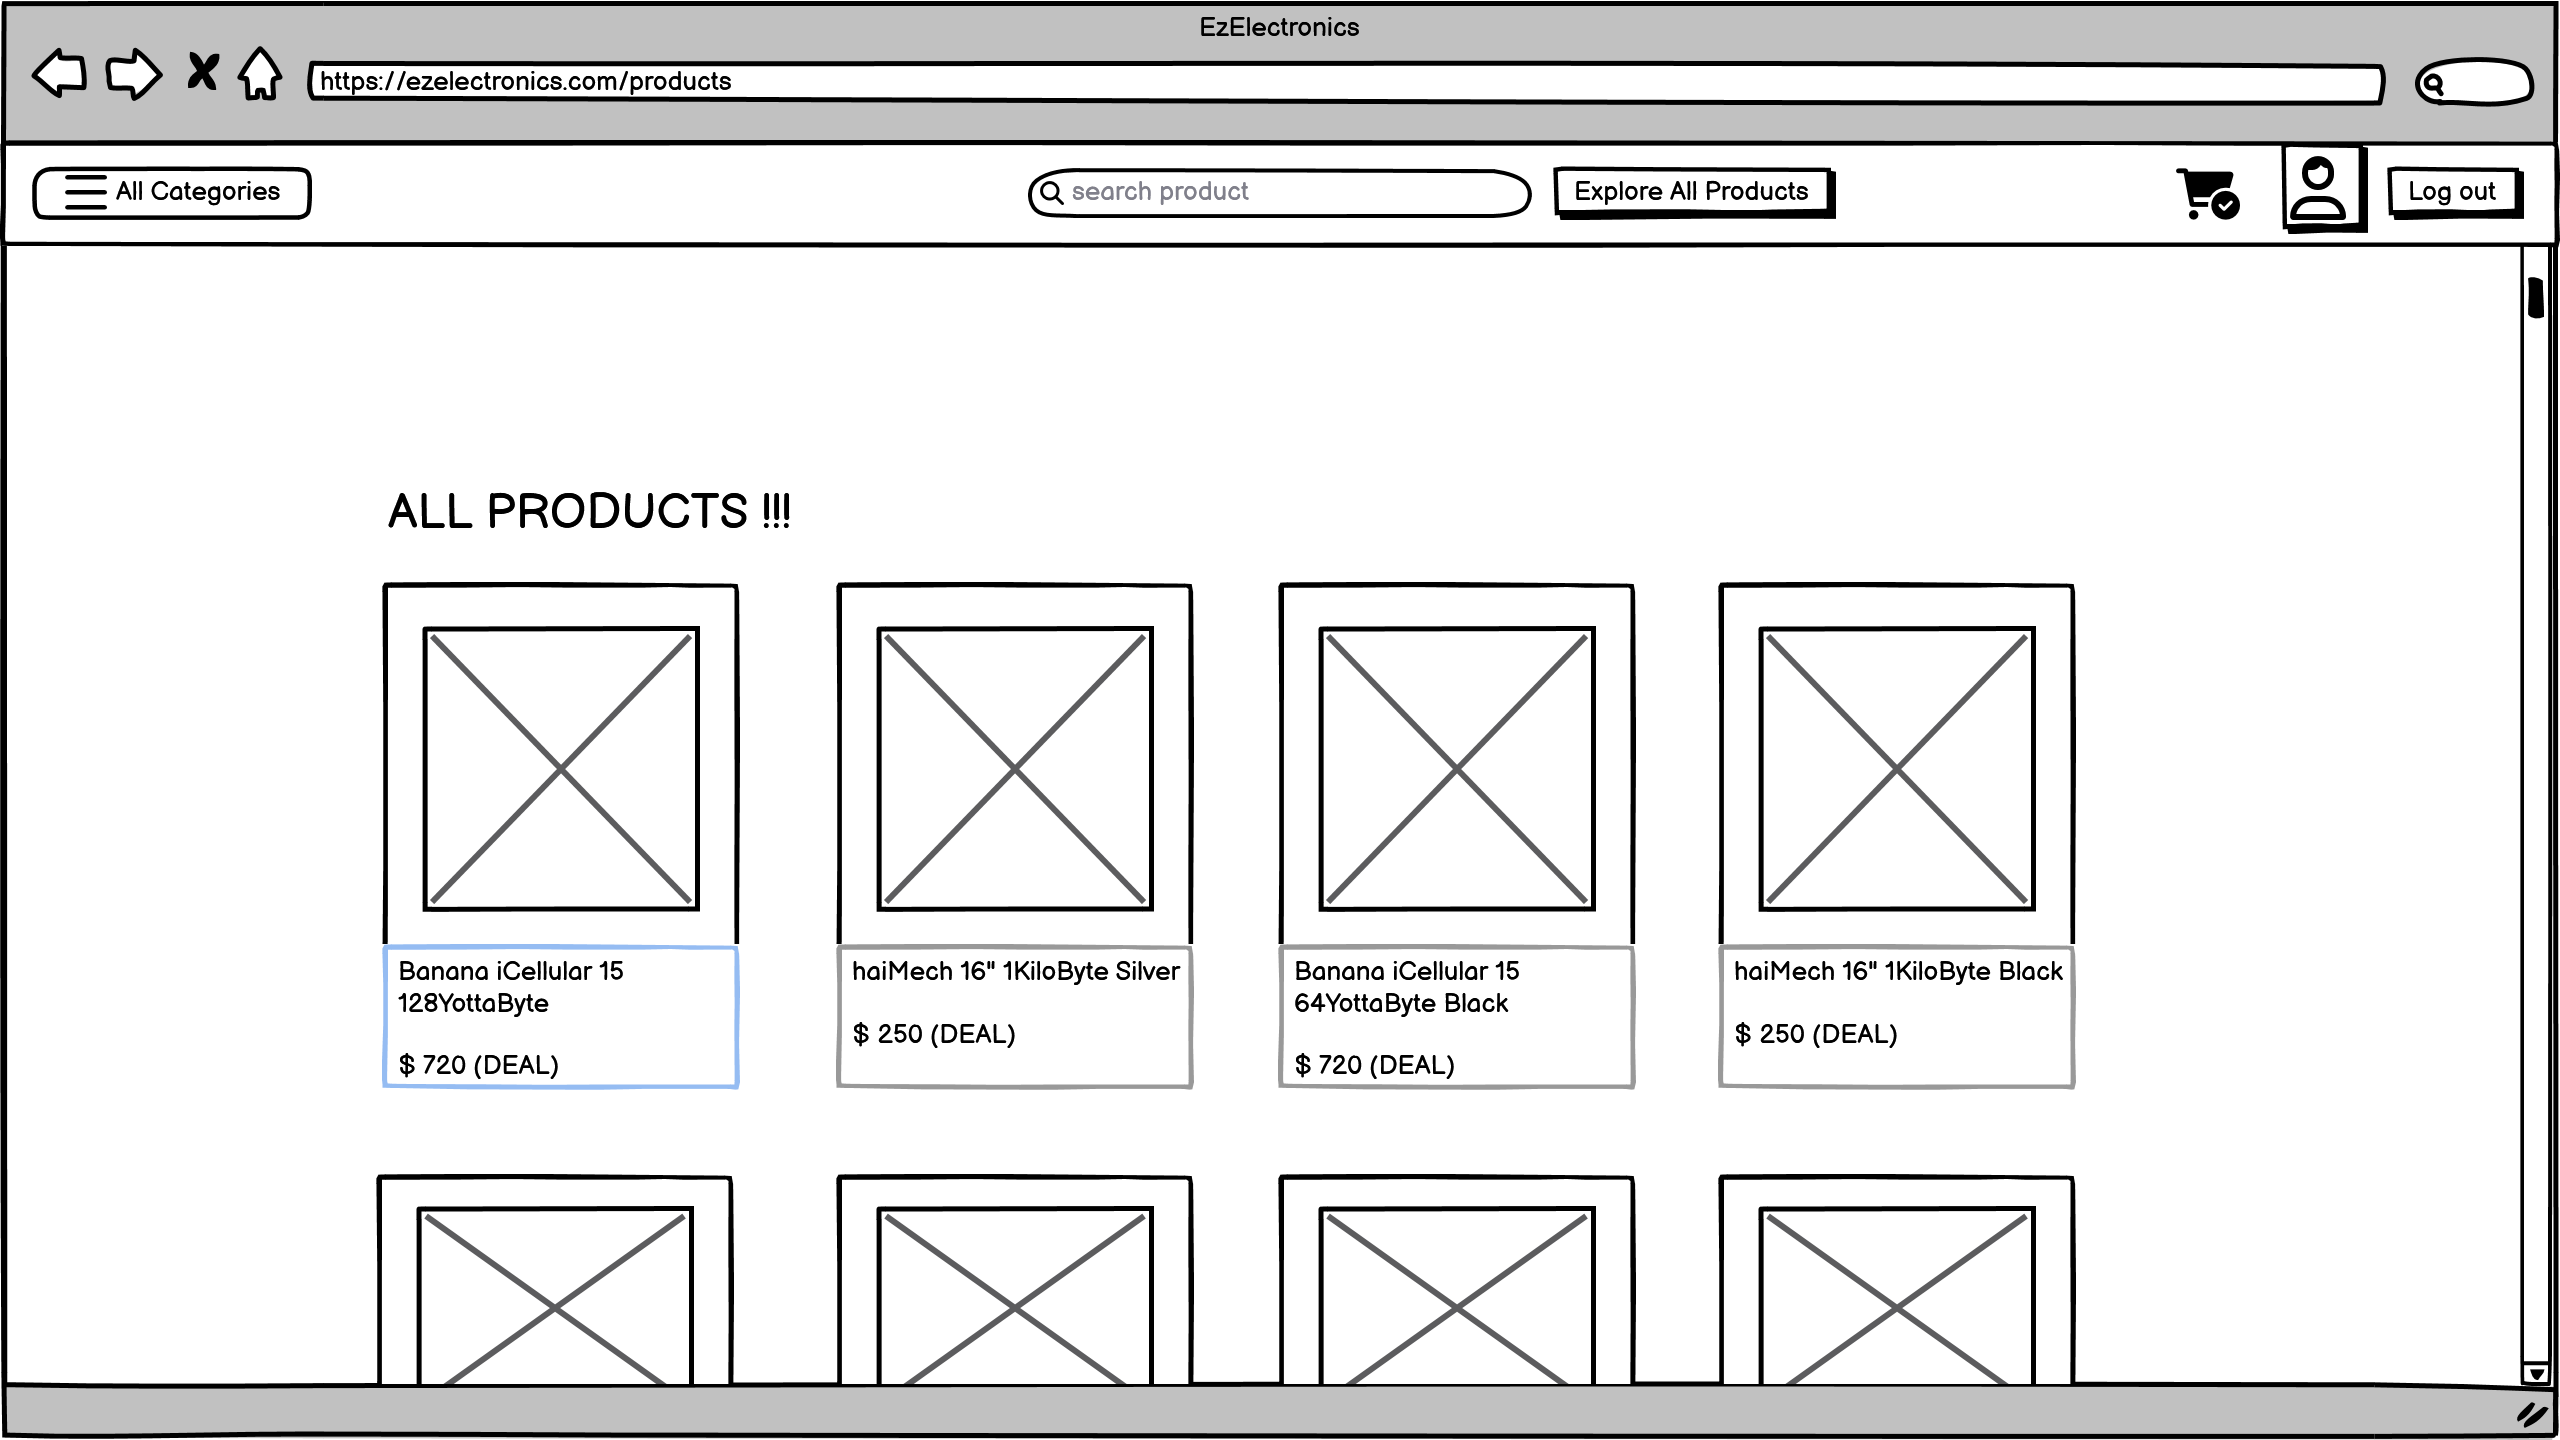 EzElectronics
https://ezelectronics.com/products
All Categories
search product
Explore All Products
Log out
ALL PRODUCTS !!!
Banana iCellular 15
128YottaByte
$ 720 (DEAL)
haiMech 16" 1KiloByte Silver
$ 250 (DEAL)
Banana iCellular 15
64YottaByte Black
$ 720 (DEAL)
haiMech 16" 1KiloByte Black
$ 250 (DEAL)